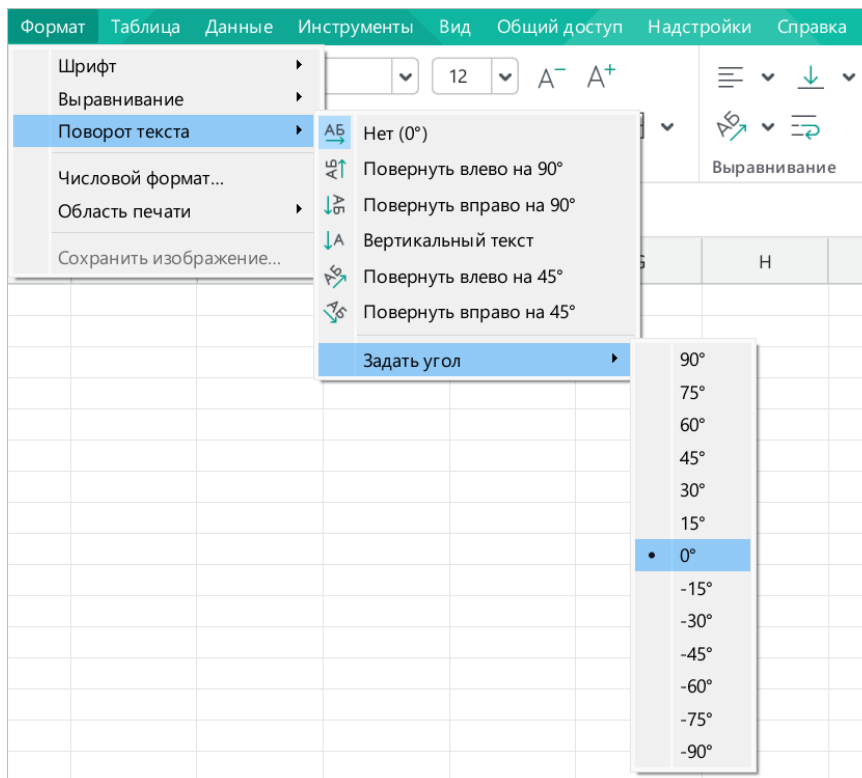 Формат Таблица Данные Инструменты Вид Общий доступ Надстройки Справка
Шрифт
12
Выравнивание
Поворот текста
Нет (0°)
Выравнивание
Числовой формат...
Повернуть влево на 90°
Область печати
Повернуть вправо на 90°
Вертикальный текст
Сохранить изображение...
H
Повернуть влево на 45°
Повернуть вправо на 45°
Задать угол
90°
75°
60°
45°
30°
15°
0°
-15°
-30°
-45°
-60°
-75°
-90°